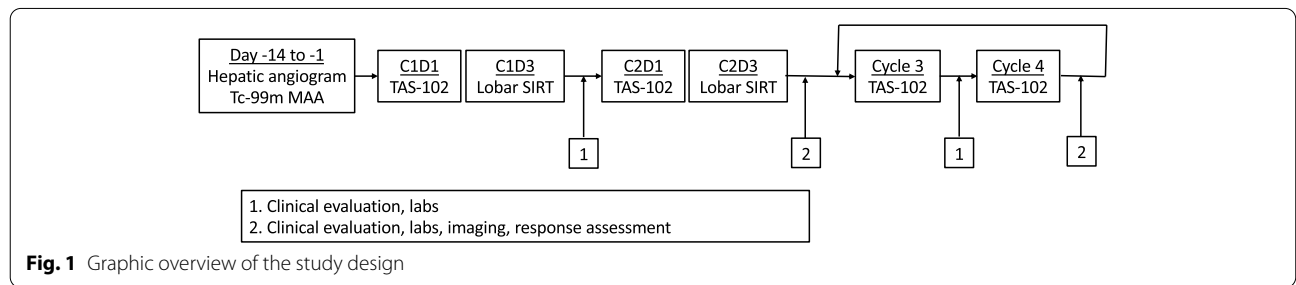 Day -14 to -1
Hepatic angiogram
Tc-99m MAA
C1D1
TAS-102
C1D3
Lobar SIRT
C2D1
TAS-102
C2D3
Lobar SIRT
Cycle 3
TAS-102
Cycle 4
TAS-102
1
2
1
2
1. Clinical evaluation, labs
2. Clinical evaluation, labs, imaging, response assessment
Fig. 1 Graphic overview of the study design